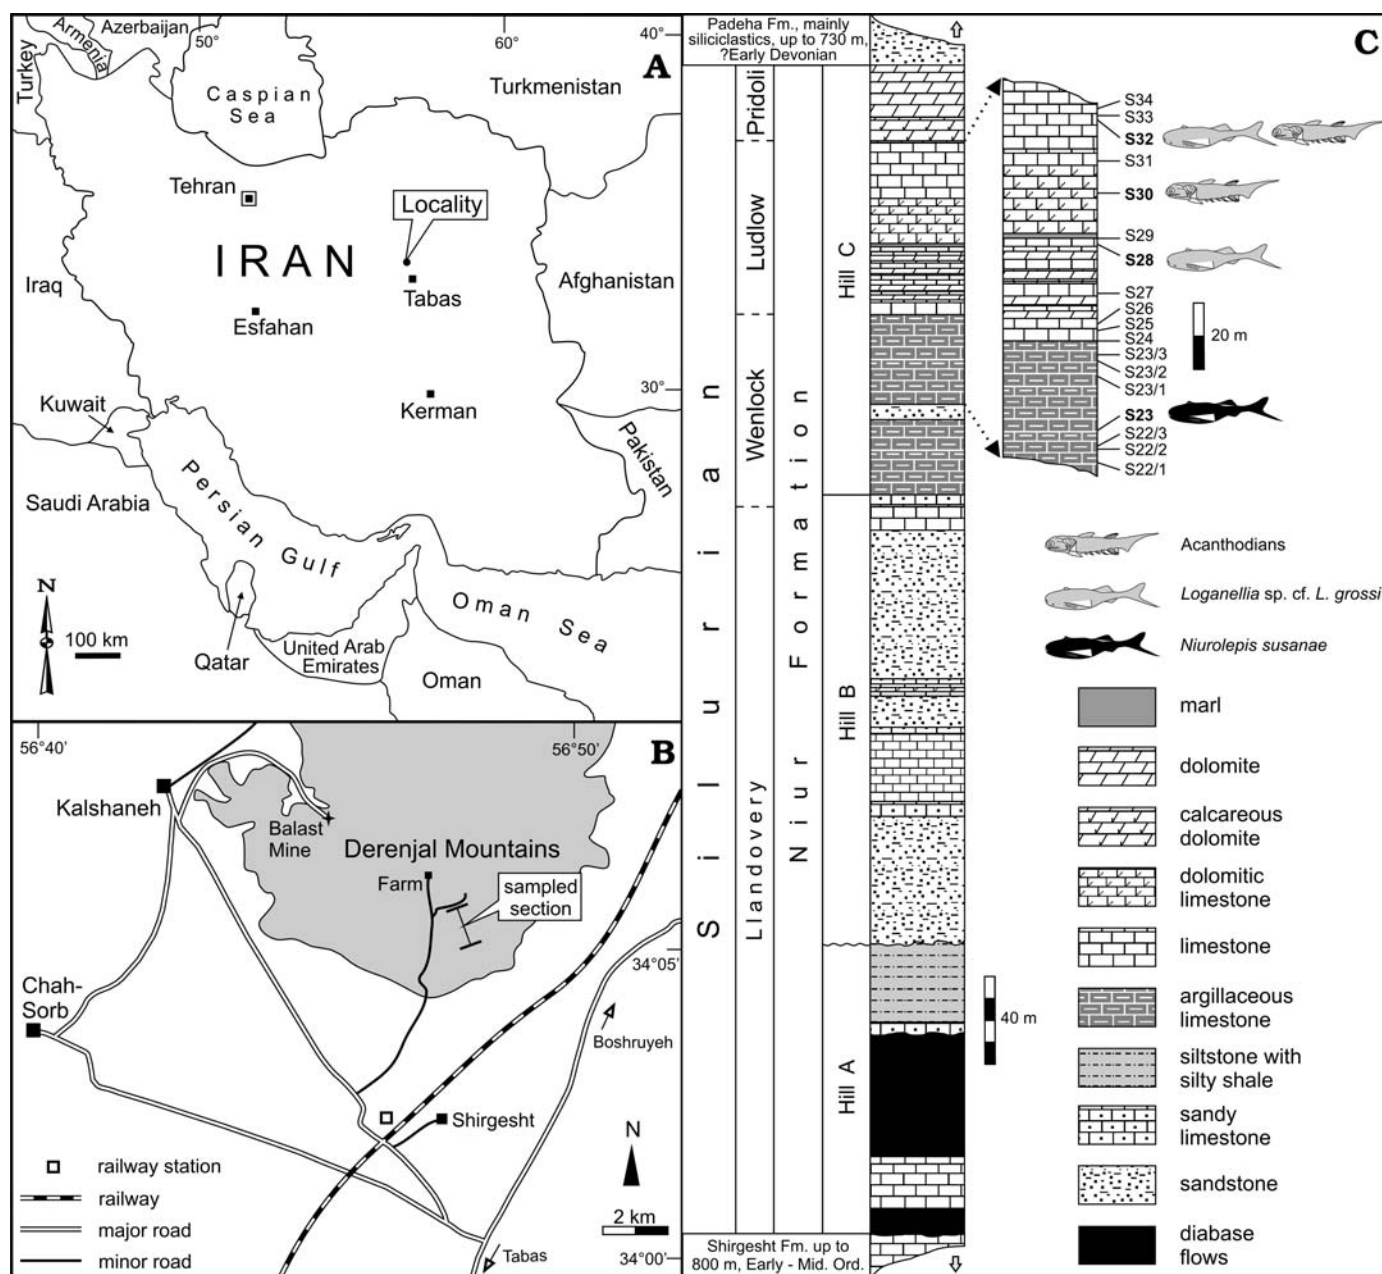 A
Turkey
Armenia
Azerbaijan
50°
60°
40°
Caspian
Sea
Turkmenistan
Tehran
Locality
IRAN
Iraq
Tabas
Afghanistan
Esfahan
30°
Kuwait
Kerman
Pakistan
Saudi Arabia
Persian Gulf
Oman Sea
N
100 km
Qatar
United Arab
Emirates
Oman
B
56°40'
56°50'
Kalshaneh
Balast
Mine
Derenjal Mountains
Farm
sampled
section
34°05'
Chah-
Sorb
Boshruyeh
Shirgesht
N
railway station
railway
major road
minor road
2 km
Tabas
34°00'
C
Padeha Fm., mainly
siliciclastics, up to 730 m,
?Early Devonian
Silurian
Pridoli
Ludlow
Wenlock
Llandovery
Niur Formation
Hill C
Hill B
Hill A
Shirgesht Fm. up to
800 m, Early - Mid. Ord.
40 m
S34
S33
S32
S31
S30
S29
S28
S27
S26
S25
S24
S23/3
S23/2
S23/1
S23
S22/3
S22/2
S22/1
20 m
Acanthodians
Loganellia sp. cf. L. grossi
Niurolepis susanae
marl
dolomite
calcareous
dolomite
dolomitic
limestone
limestone
argillaceous
limestone
siltstone with
silty shale
sandy
limestone
sandstone
diabase
flows